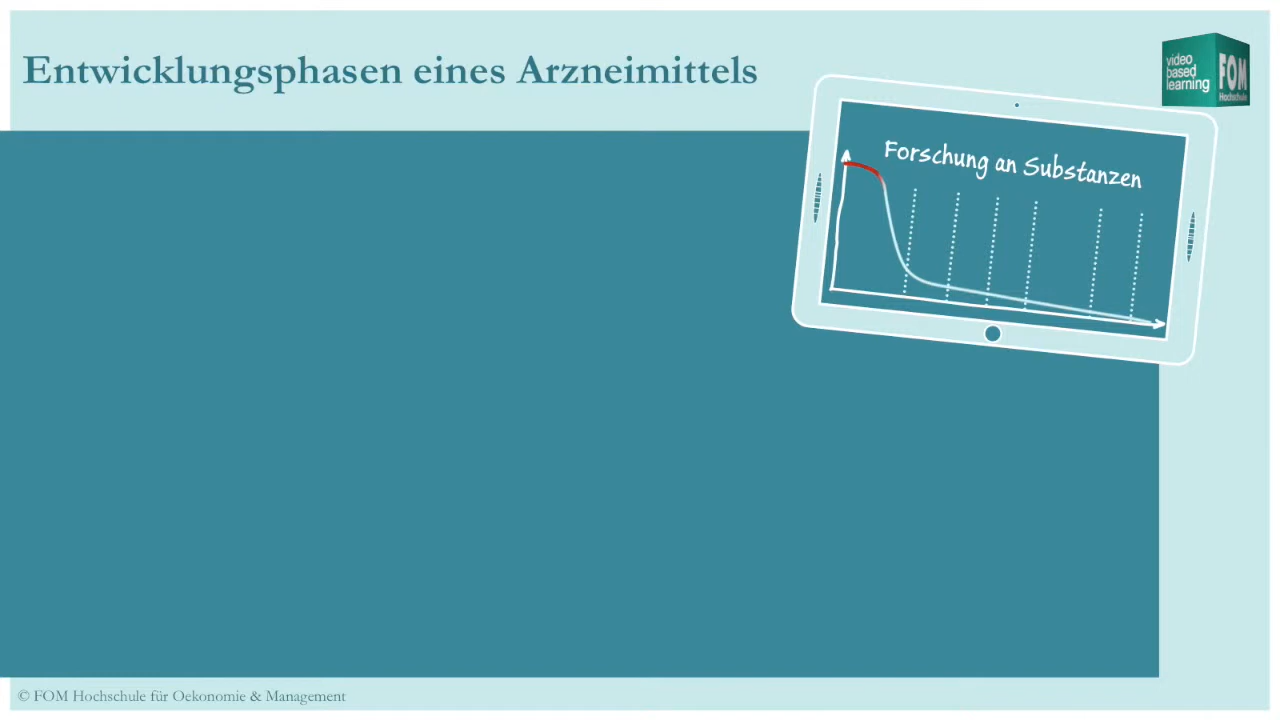 Entwicklungsphasen eines Arzneimittels
video
based
learning
FOM
Hochschule
Forschung an Substanzen
© FOM Hochschule für Oekonomie & Management